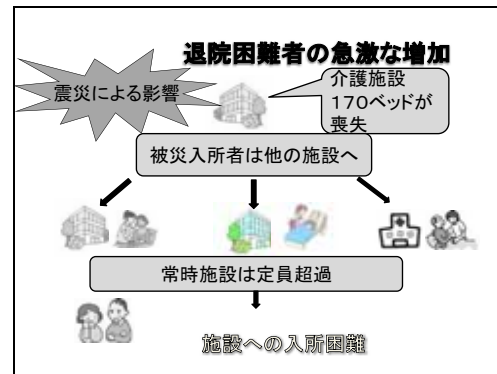 退院困難者の急激な増加
震災による影響
介護施設
170ベッドが
喪失
被災入所者は他の施設へ
常時施設は定員超過
施設への入所困難